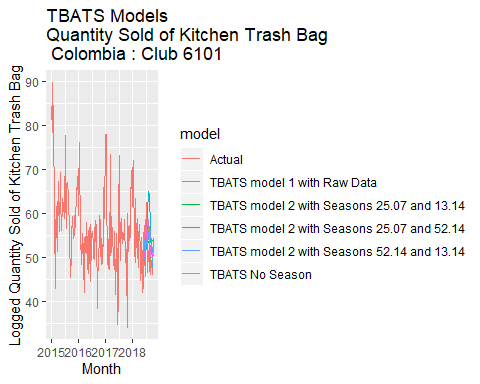 TBATS Models
Quantity Sold of Kitchen Trash Bag
Colombia : Club 6101
Logged Quantity Sold of Kitchen Trash Bag
90
80
70
60
50
40
2015 2016 2017 2018
Month
model
Actual
TBATS model 1 with Raw Data
TBATS model 2 with Seasons 25.07 and 13.14
TBATS model 2 with Seasons 25.07 and 52.14
TBATS model 2 with Seasons 52.14 and 13.14
TBATS No Season